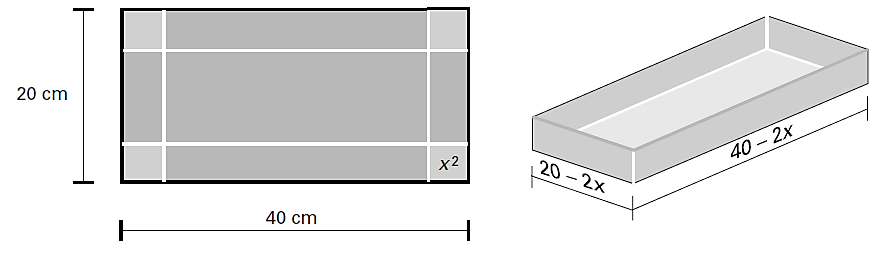 20 cm
x²
40 cm
20 – 2x
40 – 2x